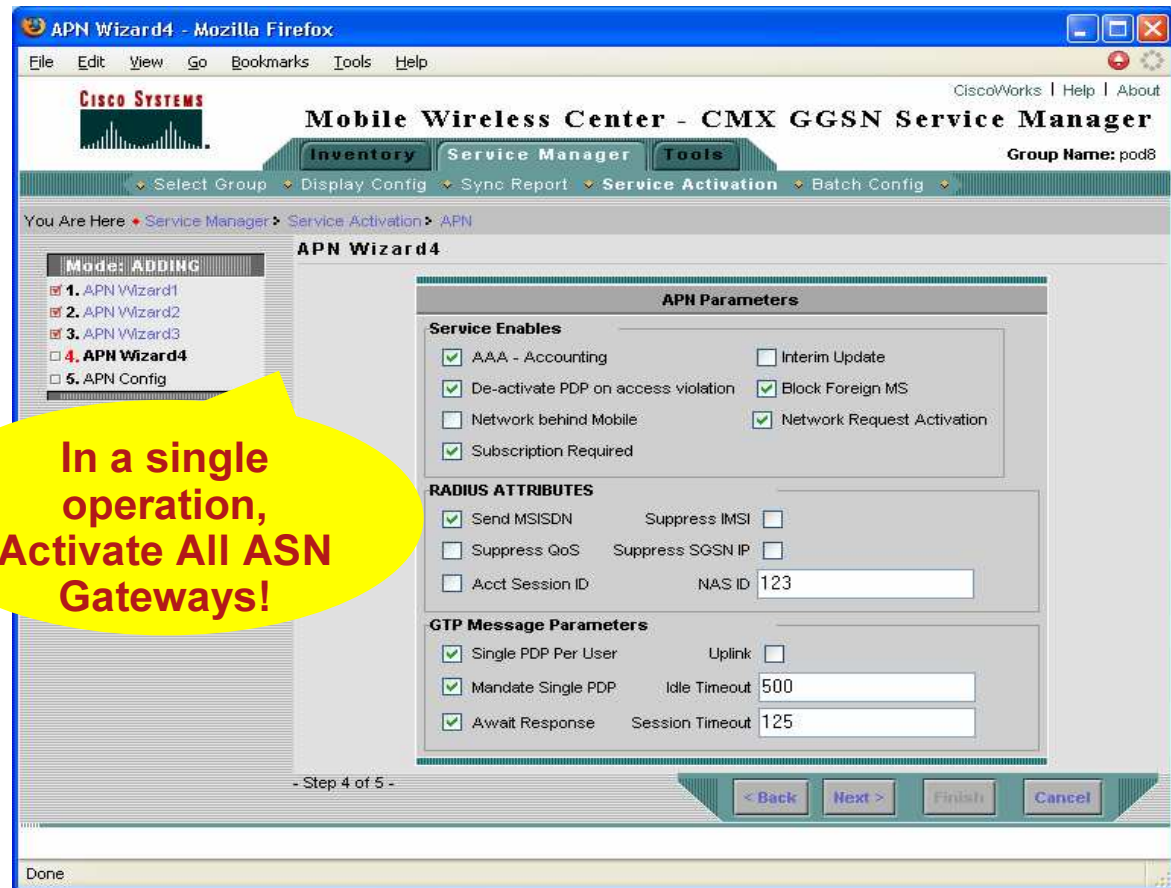 APN Wizard4 - Mozilla Firefox
File Edit View Go Bookmarks Tools Help
CISCO SYSTEMS
CiscoWorks | Help | About
Mobile Wireless Center - CMX GGSN Service Manager
Inventory Service Manager Tools
Group Name: pod8
Select Group Display Config Sync Report Service Activation Batch Config
You Are Here Service Manager > Service Activation > APN
APN Wizard4
Mode: ADDING
1. APN Wizard1
2. APN Wizard2
3. APN Wizard3
4. APN Wizard4
5. APN Config
In a single
operation,
Activate All ASN
Gateways!
APN Parameters
Service Enables
AAA - Accounting Interim Update
De-activate PDP on access violation Block Foreign MS
Network behind Mobile Network Request Activation
Subscription Required
RADIUS ATTRIBUTES
Send MSISDN Suppress IMSI
Suppress QoS Suppress SGSN IP
Acct Session ID NAS ID 123
GTP Message Parameters
Single PDP Per User Uplink
Mandate Single PDP Idle Timeout 500
Await Response Session Timeout 125
- Step 4 of 5 -
< Back Next > Finish Cancel
Done